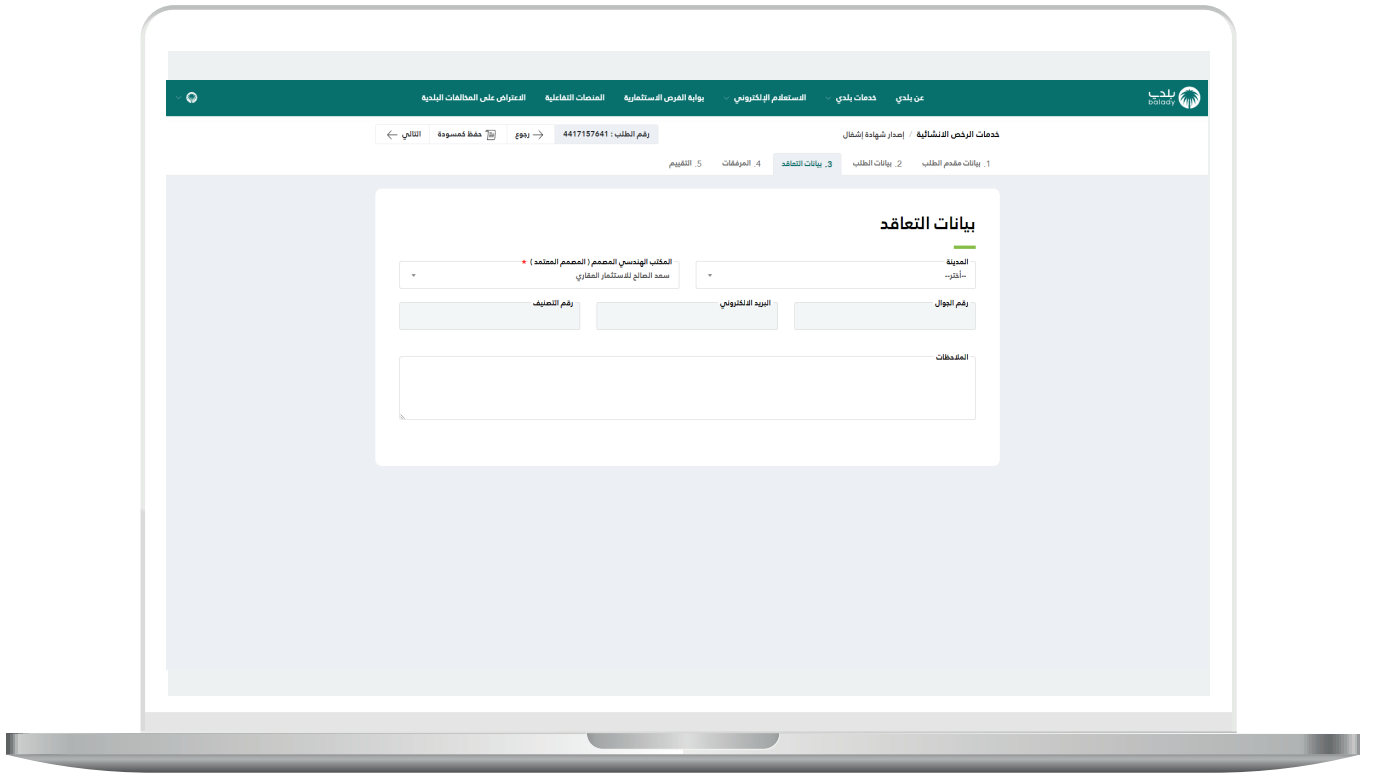 بلدي
balady
عن بلدي خدمات بلدي الاستعلام الإلكتروني بوابة الفرص الاستثمارية المنصات التفاعلية الاعتراض على المخالفات البلدية
خدمات الرخص الانشائية / إصدار شهادة إشغال رقم الطلب : 4417157641 رجوع حفظ كمسودة التالي
1. بيانات مقدم الطلب 2. بيانات الطلب 3. بيانات التعاقد 4. المرفقات 5. التقييم
بيانات التعاقد
المدينة المكتب الهندسي المصمم ( المصمم المعتمد ) *
--أختر-- سعد الصالح للاستثمار العقاري
رقم الجوال البريد الالكتروني رقم التصنيف
الملاحظات